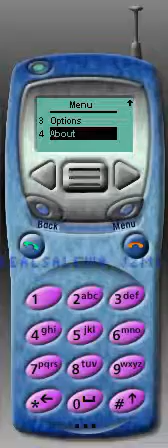 Menu
3 Options
4 About
Back Menu
1 2abc 3def
4ghi 5jkl 6mno
7pqrs 8tuv 9wxyz
* 0 #